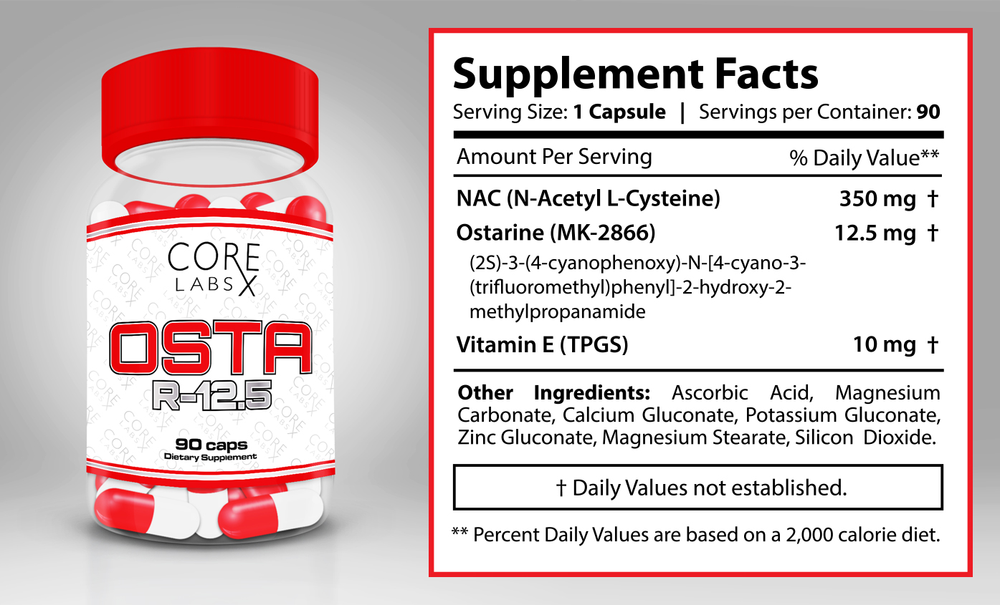 CORE
LABS X
OSTA
R-12.5
90 caps
Dietary Supplement
Supplement Facts
Serving Size: 1 Capsule | Servings per Container: 90
Amount Per Serving % Daily Value**
NAC (N-Acetyl L-Cysteine) 350 mg †
Ostarine (MK-2866) 12.5 mg †
(2S)-3-(4-cyanophenoxy)-N-[4-cyano-3-
(trifluoromethyl)phenyl]-2-hydroxy-2-
methylpropanamide
Vitamin E (TPGS) 10 mg †
Other Ingredients: Ascorbic Acid, Magnesium
Carbonate, Calcium Gluconate, Potassium Gluconate,
Zinc Gluconate, Magnesium Stearate, Silicon Dioxide.
† Daily Values not established.
** Percent Daily Values are based on a 2,000 calorie diet.